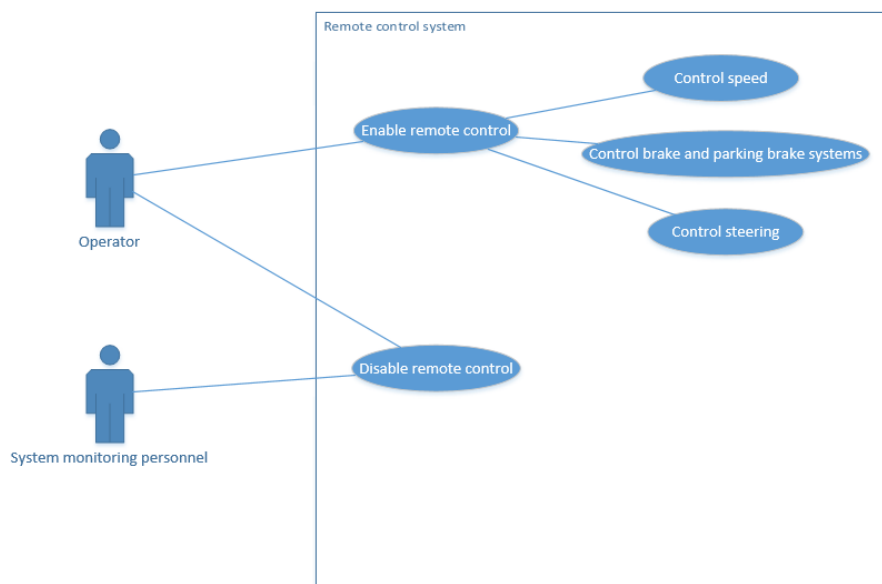 Remote control system
Control speed
Enable remote control
Control brake and parking brake systems
Control steering
Operator
Disable remote control
System monitoring personnel